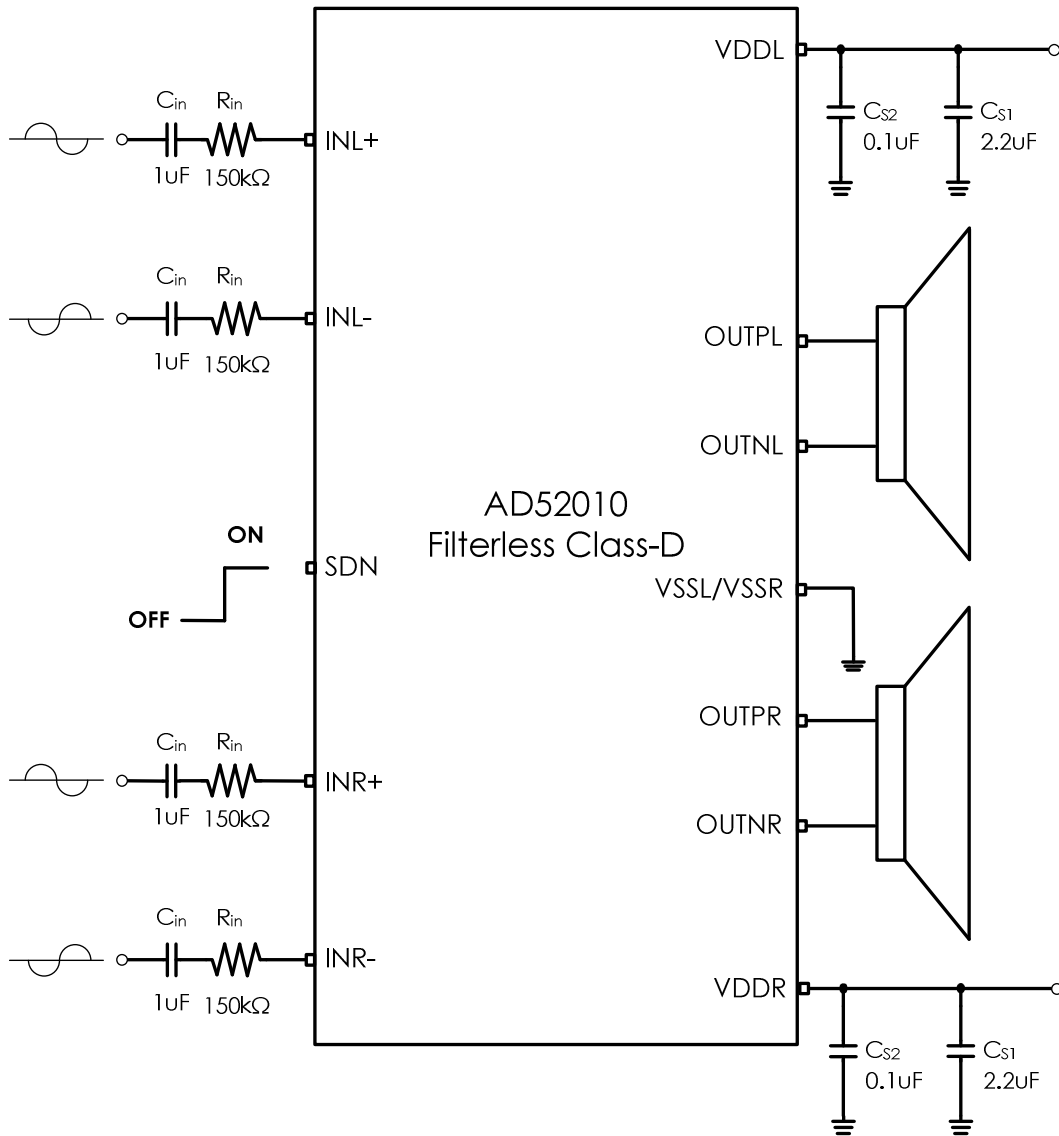 VDDL
Cin Rin
INL+
1uF 150kΩ
CS2
0.1uF
CS1
2.2uF
Cin Rin
INL-
1uF 150kΩ
OUTPL
OUTNL
AD52010
Filterless Class-D
ON
SDN
OFF
VSSL/VSSR
OUTPR
Cin Rin
INR+
1uF 150kΩ
OUTNR
Cin Rin
INR-
1uF 150kΩ
VDDR
CS2
0.1uF
CS1
2.2uF